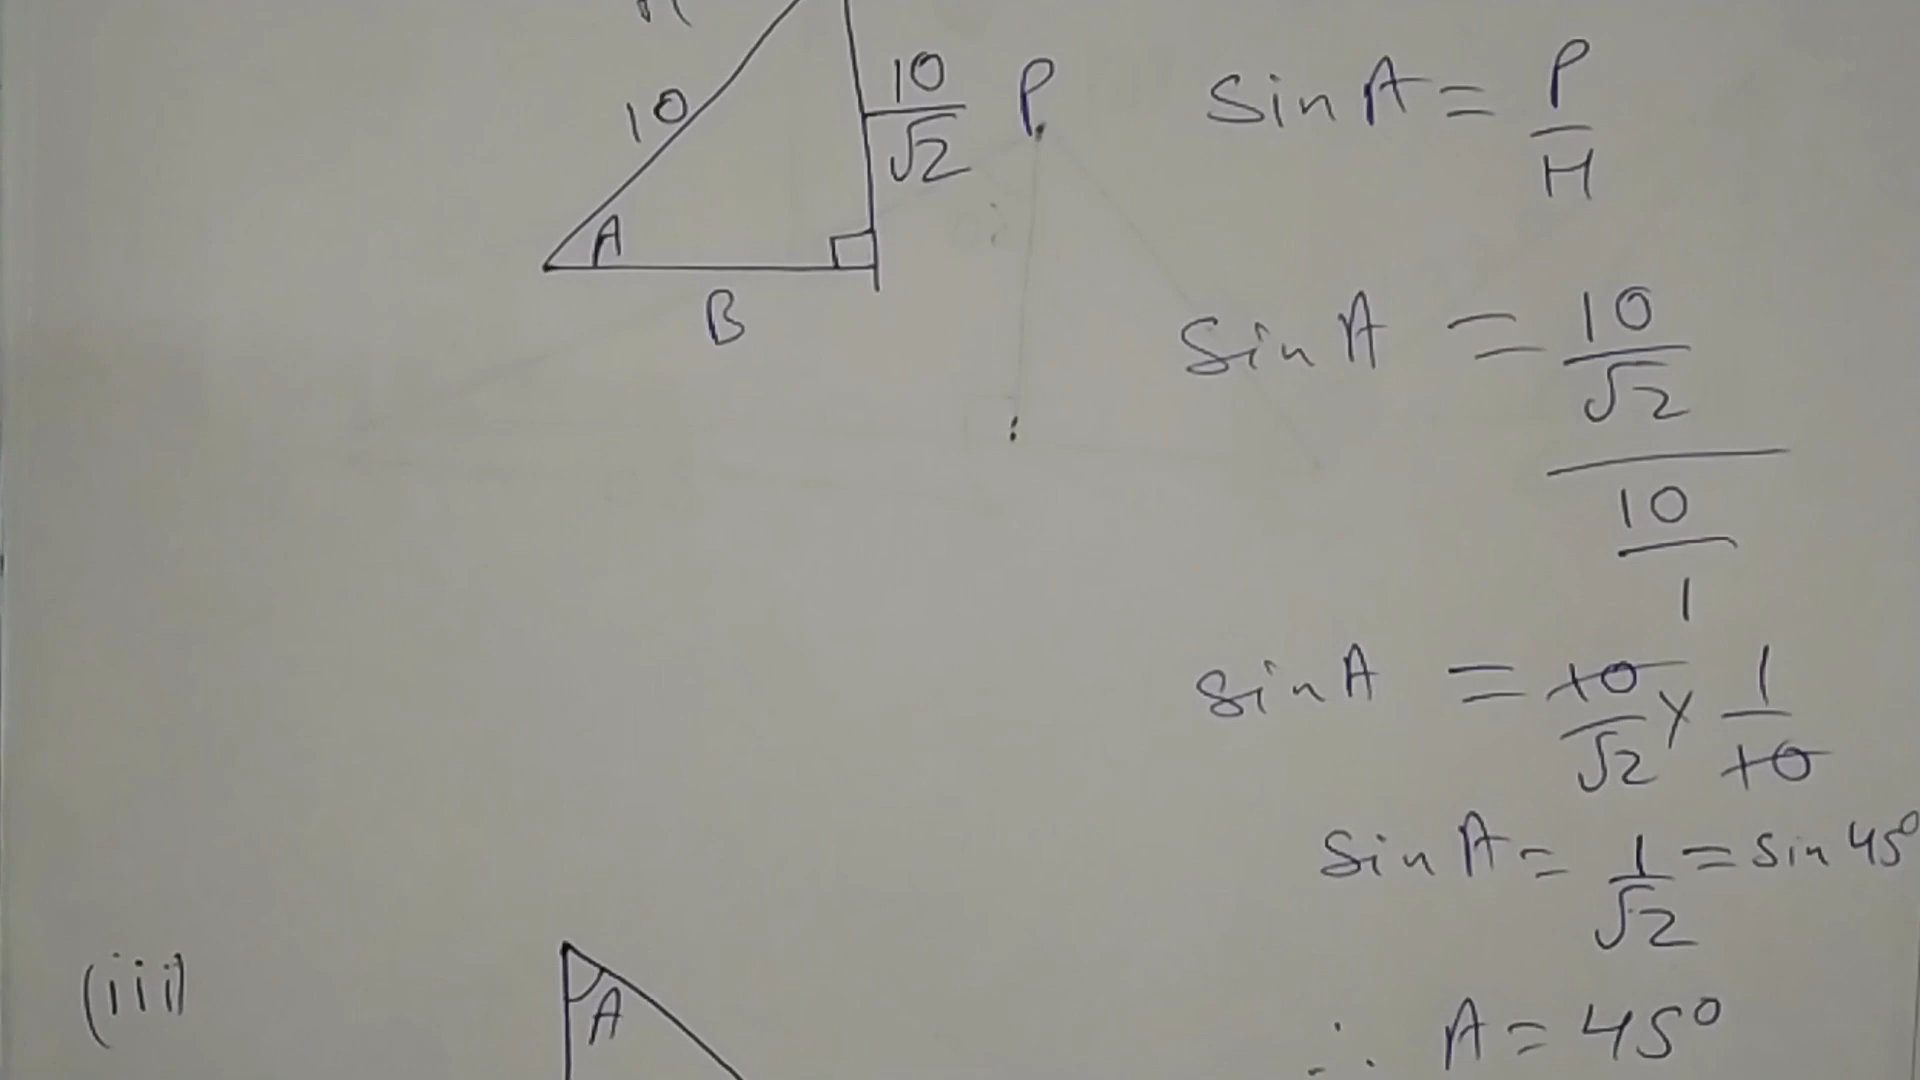 10
10
√2
P
A
B
Sin A = P
H
Sin A = 10
√2
10
1
sin A = 10 × 1
√2 10
Sin A = 1 = Sin 45°
√2
∴ A = 45°
(iii)
A